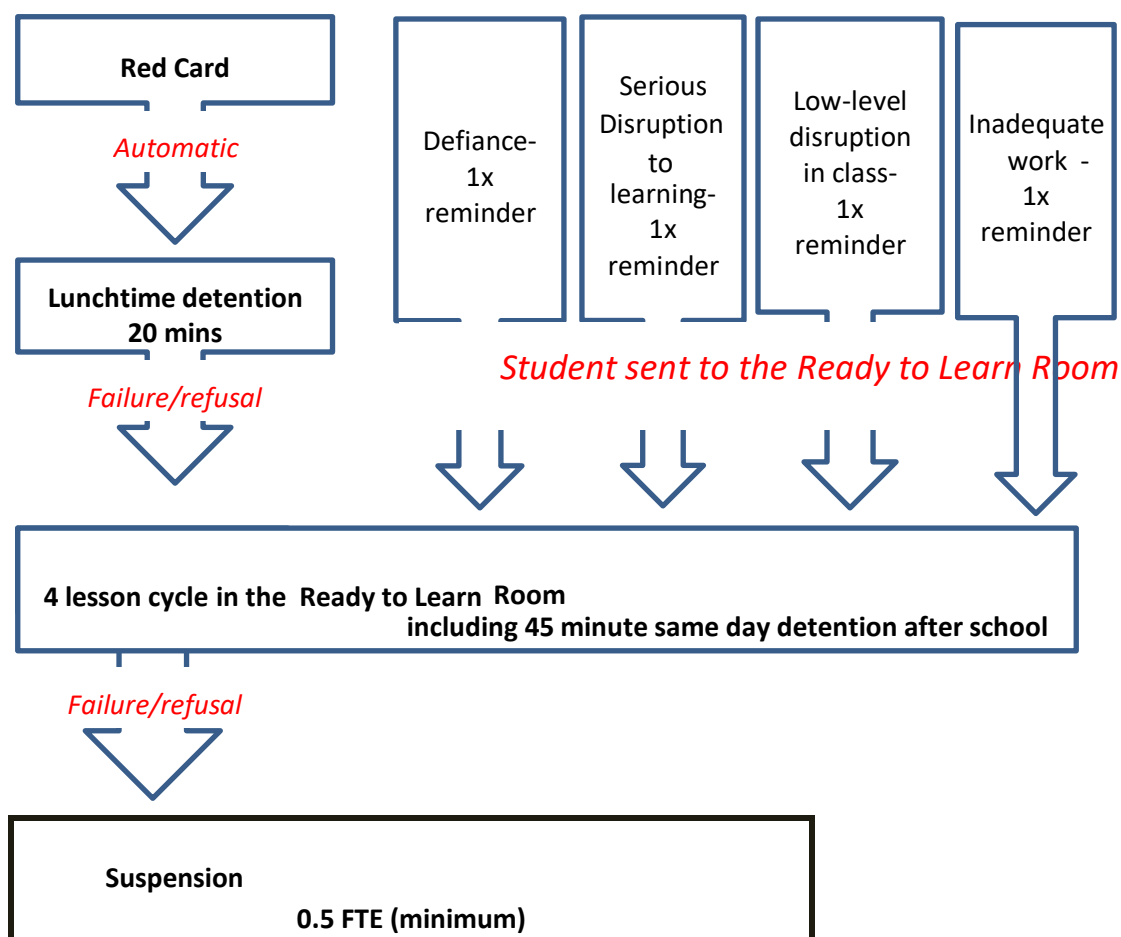 Red Card
Automatic
Lunchtime detention
20 mins
Failure/refusal
Defiance-
1x
reminder
Serious
Disruption
to
learning-
1x
reminder
Low-level
disruption
in class-
1x
reminder
Inadequate
work -
1x
reminder
Student sent to the Ready to Learn Room
4 lesson cycle in the Ready to Learn Room
including 45 minute same day detention after school
Failure/refusal
Suspension
0.5 FTE (minimum)